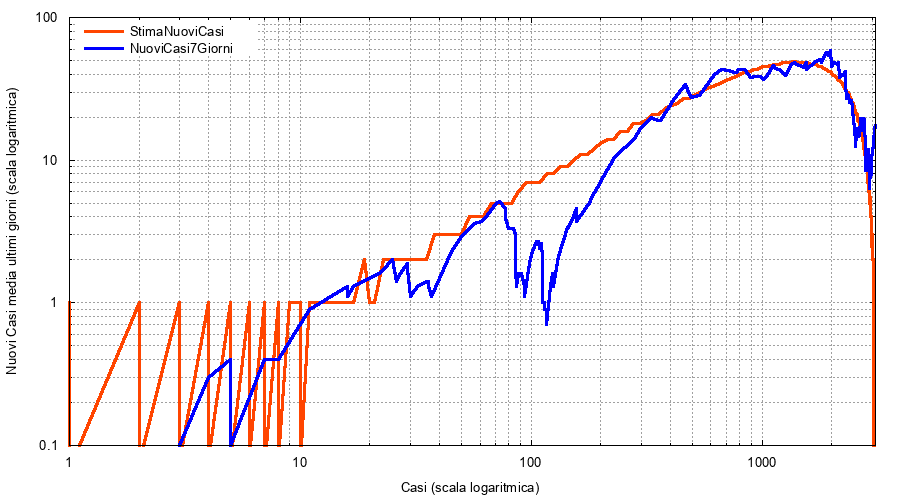 100
StimaNuoviCasi
NuoviCasi7Giorni
Nuovi Casi media ultimi giorni (scala logaritmica)
10
1
0.1
1
10
100
1000
Casi (scala logaritmica)